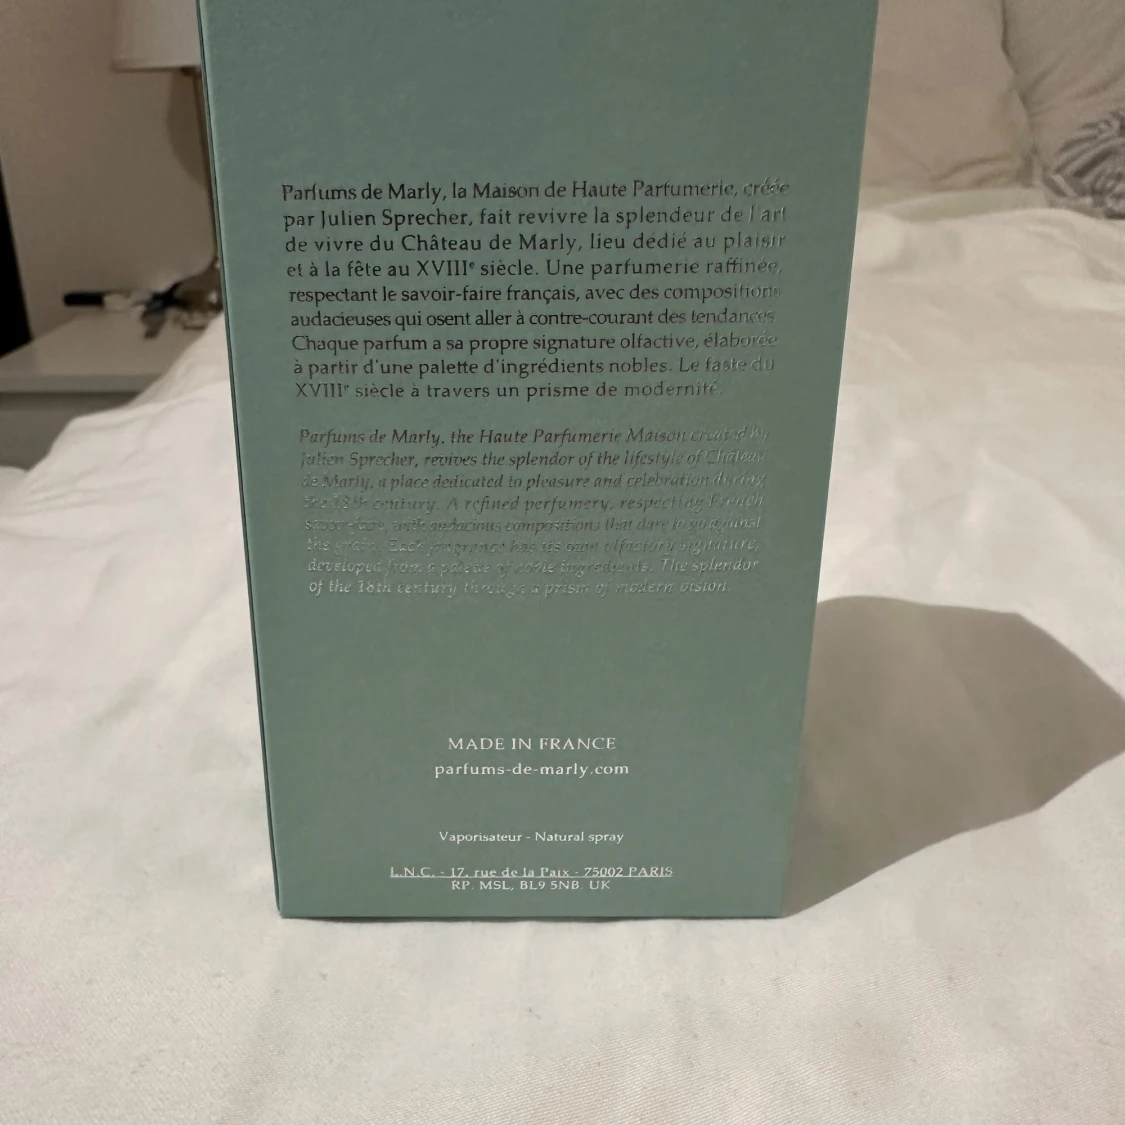 Parfums de Marly, la Maison de Haute Parfumerie, créée
par Julien Sprecher, fait revivre la splendeur de l'art
de vivre du Château de Marly, lieu dédié au plaisir
et à la fête au XVIIIe siècle. Une parfumerie raffinée,
respectant le savoir-faire français, avec des compositions
audacieuses qui osent aller à contre-courant des tendances
Chaque parfum a sa propre signature olfactive, élaborée
à partir d'une palette d'ingrédients nobles. Le faste du
XVIIIe siècle à travers un prisme de modernité.
Parfums de Marly, the Haute Parfumerie Maison created by
Julien Sprecher, revives the splendor of the lifestyle of Château
de Marly, a place dedicated to pleasure and celebration during
the 18th century. A refined perfumery, respecting French
savoir-faire, with audacious compositions that dare to go against
the grain. Each fragrance has its own olfactory signature,
developed from a palette of noble ingredients. The splendor
of the 18th century through a prism of modern vision.
MADE IN FRANCE
parfums-de-marly.com
Vaporisateur - Natural spray
L.N.C. - 17, rue de la Paix - 75002 PARIS
RP. MSL, BL9 5NB. UK